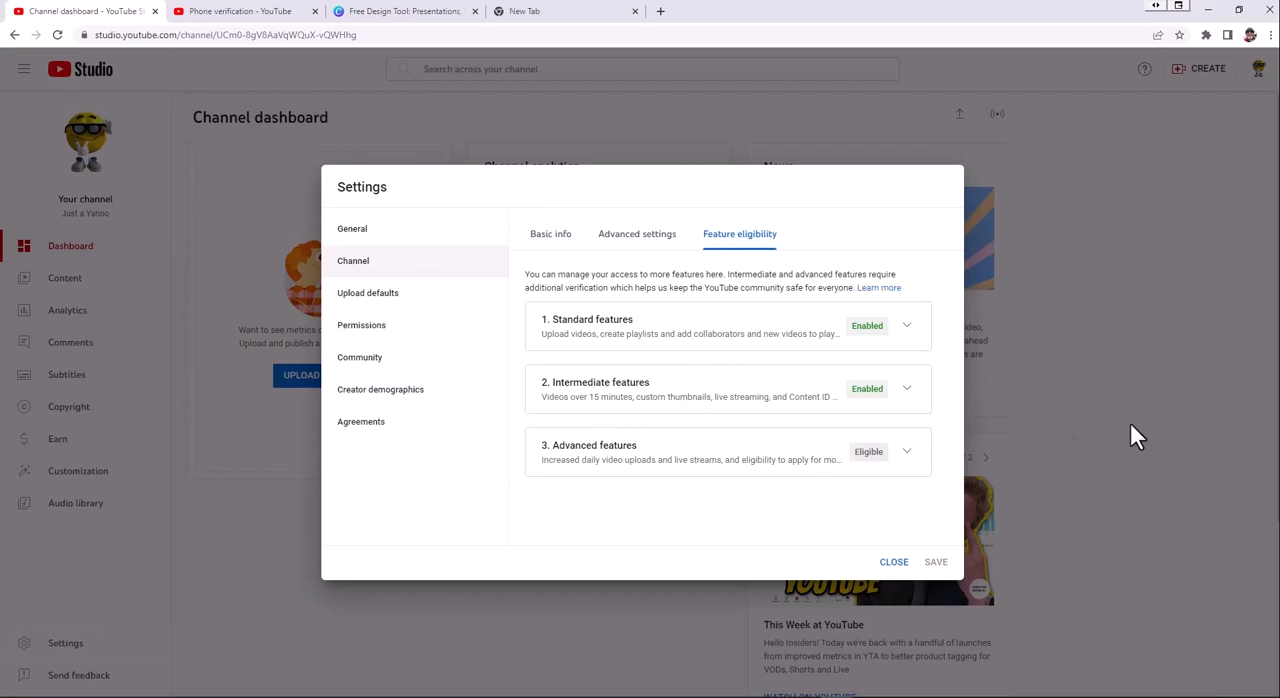 Channel dashboard - YouTube St
Phone verification - YouTube
Free Design Tool: Presentations,
New Tab
studio.youtube.com/channel/UCm0-8gV8AaVqWQuX-vQWHhg
Studio
Search across your channel
CREATE
Channel dashboard
Your channel
Just a Yahoo
Dashboard
Content
Analytics
Comments
Subtitles
Copyright
Earn
Customization
Audio library
Settings
Send feedback
Want to see metrics
Upload and publish a
UPLOAD
Settings
General
Channel
Upload defaults
Permissions
Community
Creator demographics
Agreements
Basic info
Advanced settings
Feature eligibility
You can manage your access to more features here. Intermediate and advanced features require
additional verification which helps us keep the YouTube community safe for everyone. Learn more
1. Standard features
Upload videos, create playlists and add collaborators and new videos to play...
Enabled
2. Intermediate features
Videos over 15 minutes, custom thumbnails, live streaming, and Content ID ...
Enabled
3. Advanced features
Increased daily video uploads and live streams, and eligibility to apply for mo...
Eligible
CLOSE
SAVE
ideo,
s are
2
This Week at YouTube
Hello Insiders! Today we're back with a handful of launches
from improved metrics in YTA to better product tagging for
VODs, Shorts and Live